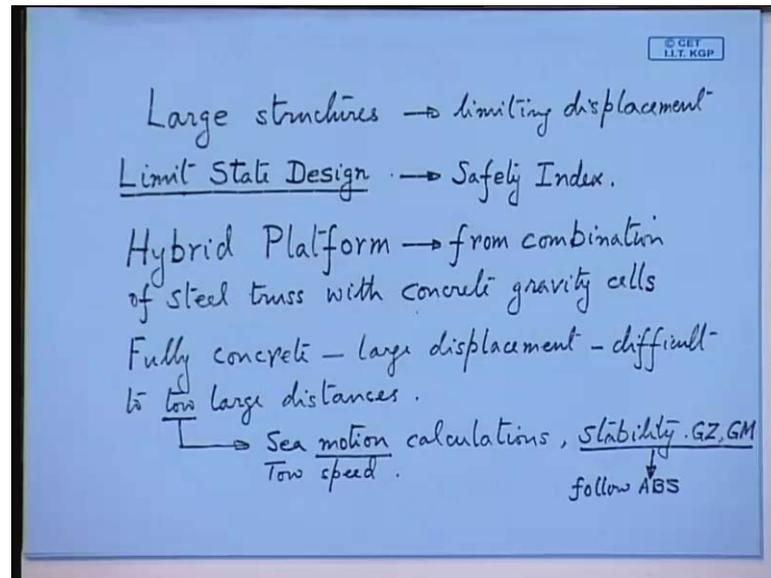 © CET
I.I.T. KGP
Large structures → limiting displacement
Limit State Design → Safety Index.
Hybrid Platform → from combination
of steel truss with concrete gravity cells
Fully concrete – large displacement – difficult
to tow large distances.
Sea motion calculations, Stability. GZ, GM
Tow speed.
follow ABS